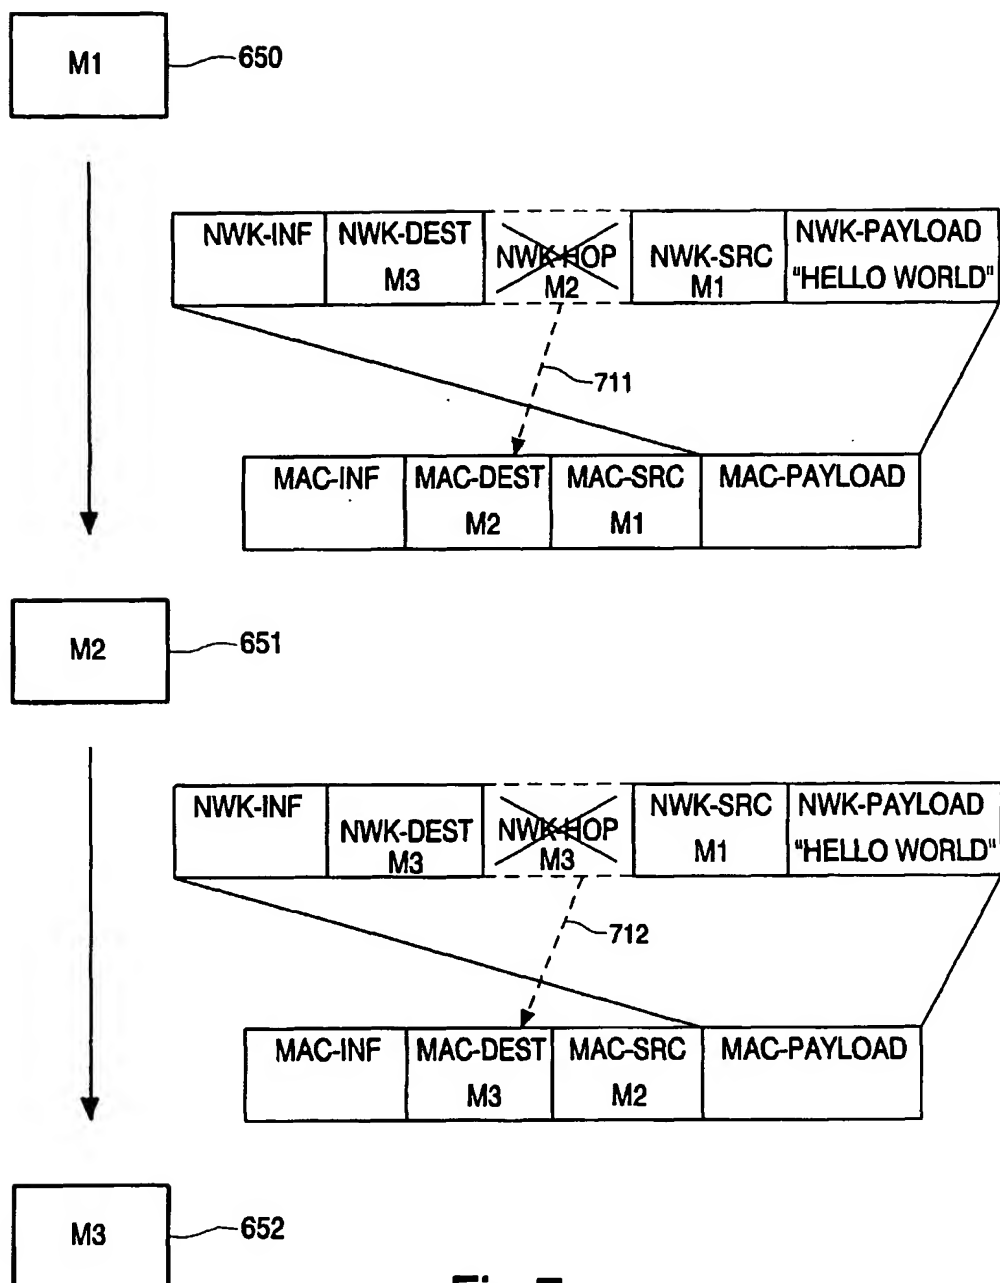 M1
650
NWK-INF
NWK-DEST
M3
NWK-HOP
M2
NWK-SRC
M1
NWK-PAYLOAD
"HELLO WORLD"
711
MAC-INF
MAC-DEST
M2
MAC-SRC
M1
MAC-PAYLOAD
M2
651
NWK-INF
NWK-DEST
M3
NWK-HOP
M3
NWK-SRC
M1
NWK-PAYLOAD
"HELLO WORLD"
712
MAC-INF
MAC-DEST
M3
MAC-SRC
M2
MAC-PAYLOAD
M3
652